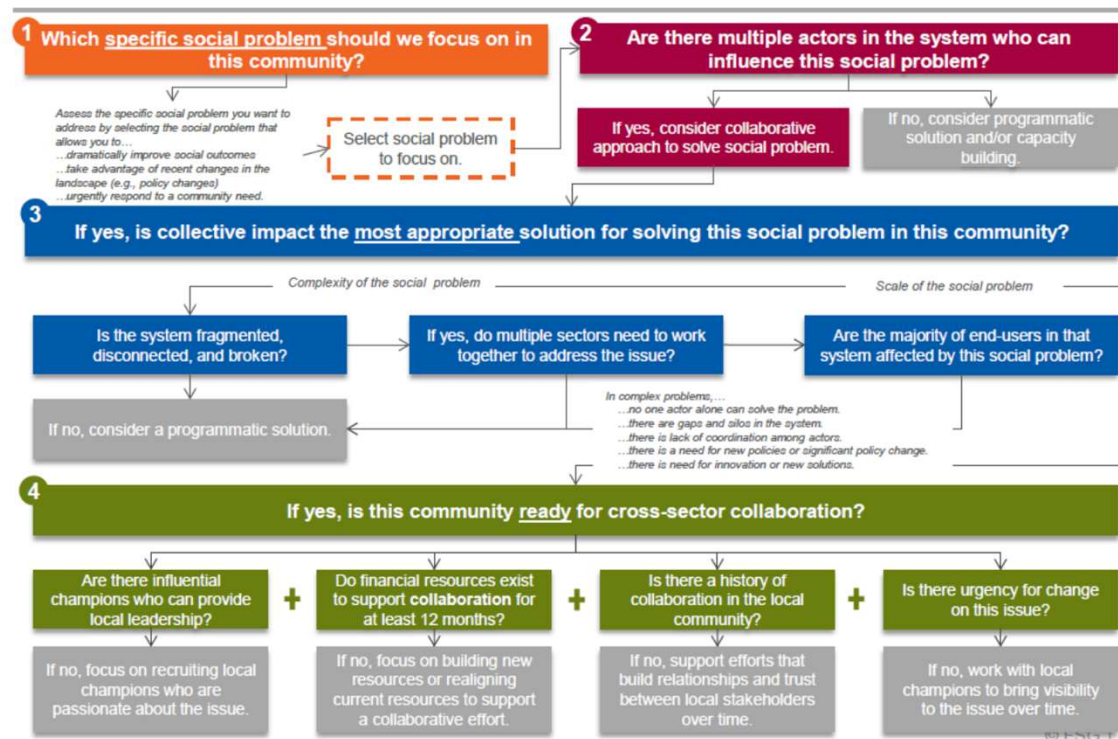 1
Which specific social problem should we focus on in
this community?
Assess the specific social problem you want to
address by selecting the social problem that
allows you to…
…dramatically improve social outcomes
…take advantage of recent changes in the
landscape (e.g., policy changes)
…urgently respond to a community need.
Select social problem
to focus on.
2
Are there multiple actors in the system who can
influence this social problem?
If yes, consider collaborative
approach to solve social problem.
If no, consider programmatic
solution and/or capacity
building.
3
If yes, is collective impact the most appropriate solution for solving this social problem in this community?
Complexity of the social problem
Scale of the social problem
Is the system fragmented,
disconnected, and broken?
If yes, do multiple sectors need to work
together to address the issue?
Are the majority of end-users in that
system affected by this social problem?
If no, consider a programmatic solution.
In complex problems,…
…no one actor alone can solve the problem.
…there are gaps and silos in the system.
…there is lack of coordination among actors.
…there is a need for new policies or significant policy change.
…there is need for innovation or new solutions.
4
If yes, is this community ready for cross-sector collaboration?
Are there influential
champions who can provide
local leadership?
+
Do financial resources exist
to support collaboration for
at least 12 months?
+
Is there a history of
collaboration in the local
community?
+
Is there urgency for change
on this issue?
If no, focus on recruiting local
champions who are
passionate about the issue.
If no, focus on building new
resources or realigning
current resources to support
a collaborative effort.
If no, support efforts that
build relationships and trust
between local stakeholders
over time.
If no, work with local
champions to bring visibility
to the issue over time.